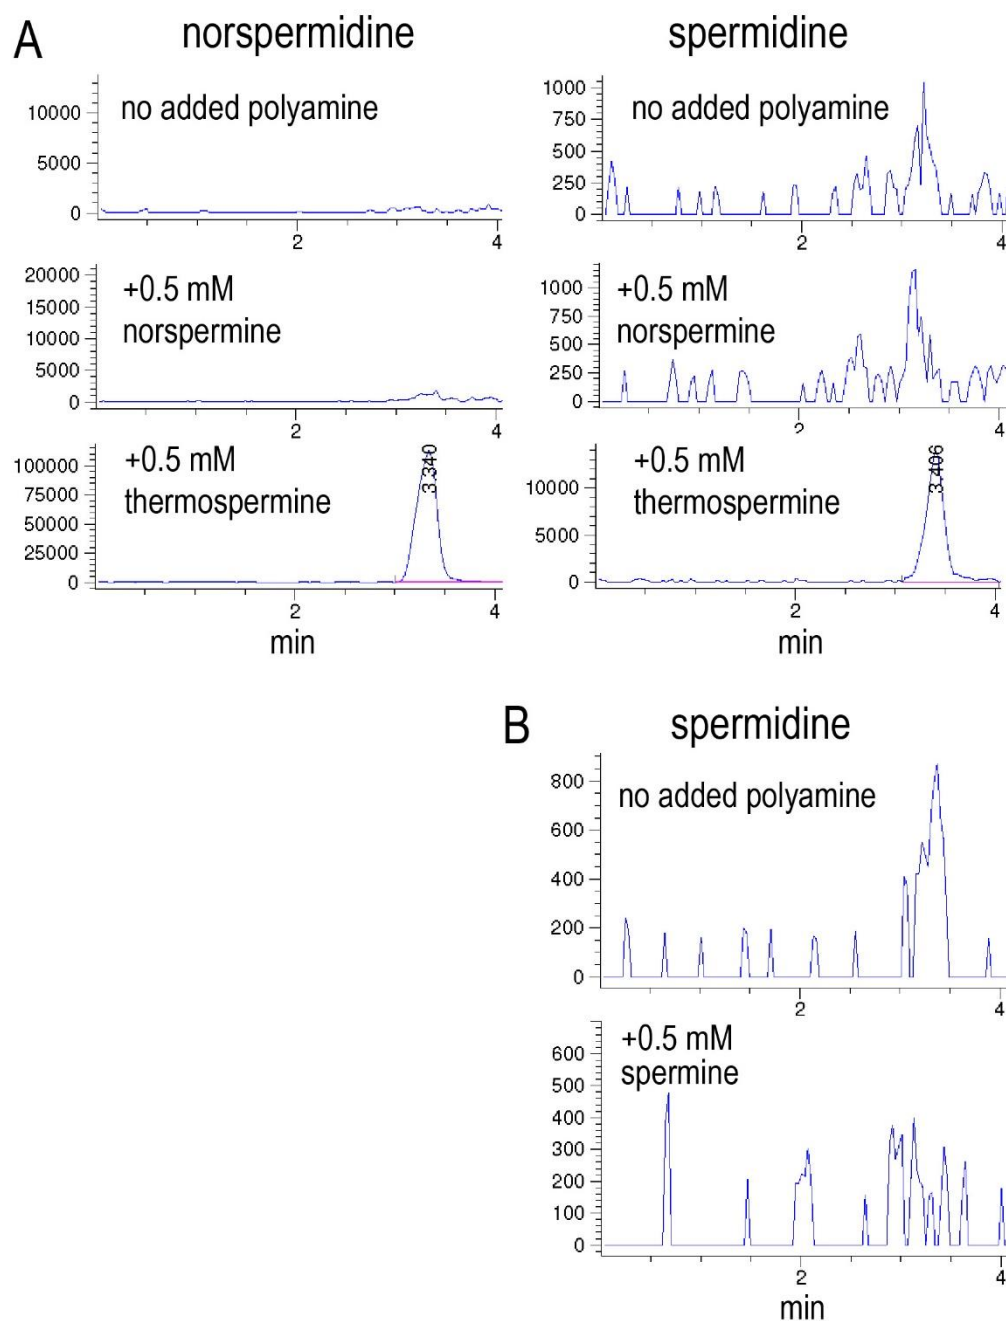 A
norspermidine
spermidine
no added polyamine
10000
5000
0
2
4
no added polyamine
1000
750
500
250
0
2
4
+0.5 mM
norspermine
20000
15000
10000
5000
0
2
4
+0.5 mM
norspermine
1000
750
500
250
0
2
4
+0.5 mM
thermospermine
3.340
100000
75000
50000
25000
0
2
4
min
+0.5 mM
thermospermine
3.406
10000
5000
0
2
4
min
B
spermidine
no added polyamine
800
600
400
200
0
2
4
+0.5 mM
spermine
600
500
400
300
200
100
0
2
4
min